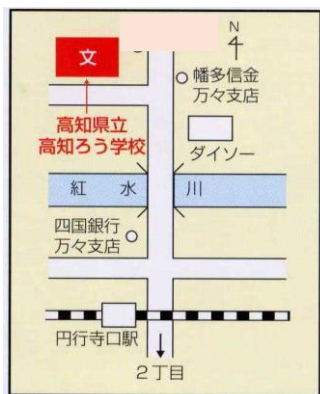 N
文
幡多信金
万々支店
高知県立
高知ろう学校
ダイソー
紅水川
四国銀行
万々支店
円行寺口駅
2丁目